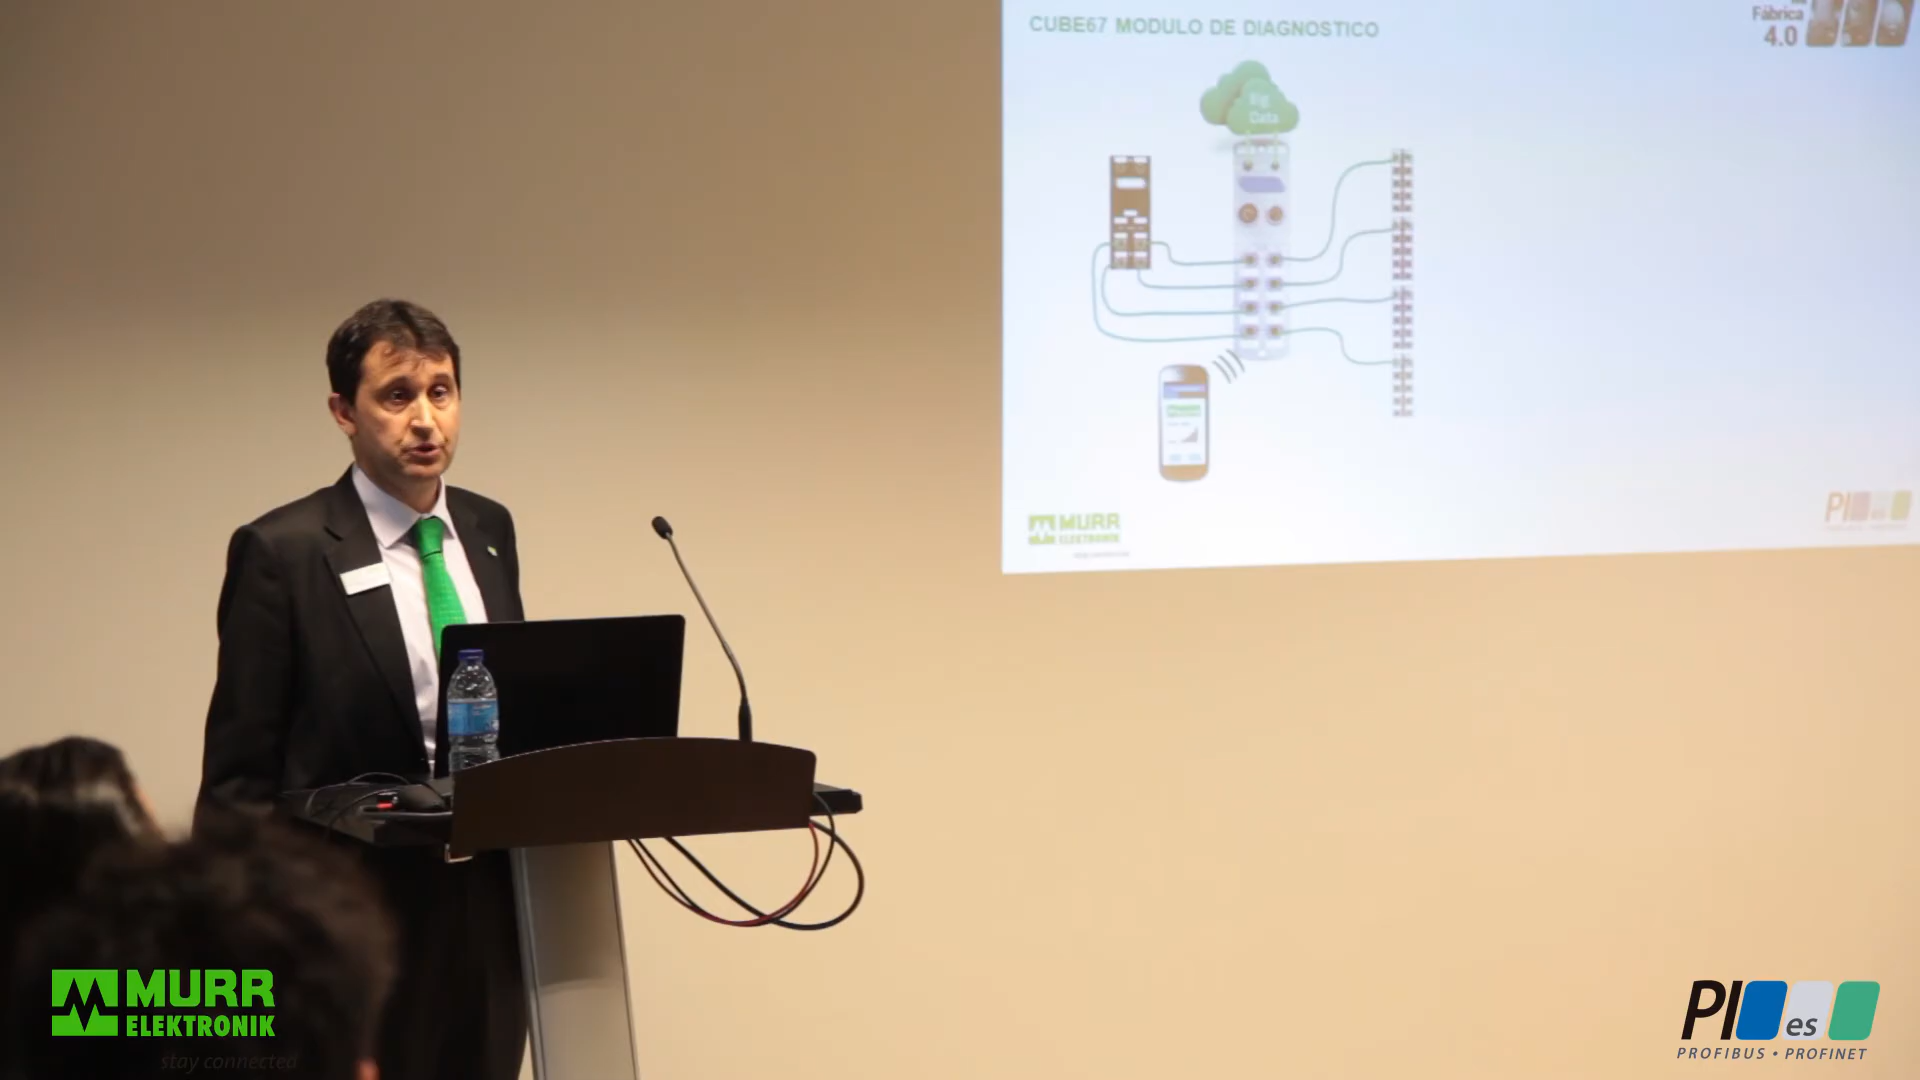 CUBE67 MODULO DE DIAGNOSTICO
Fábrica
4.0
Big
Data
MURR
ELEKTRONIK
PI
MURR
ELEKTRONIK
stay connected
PI
es
PROFIBUS • PROFINET